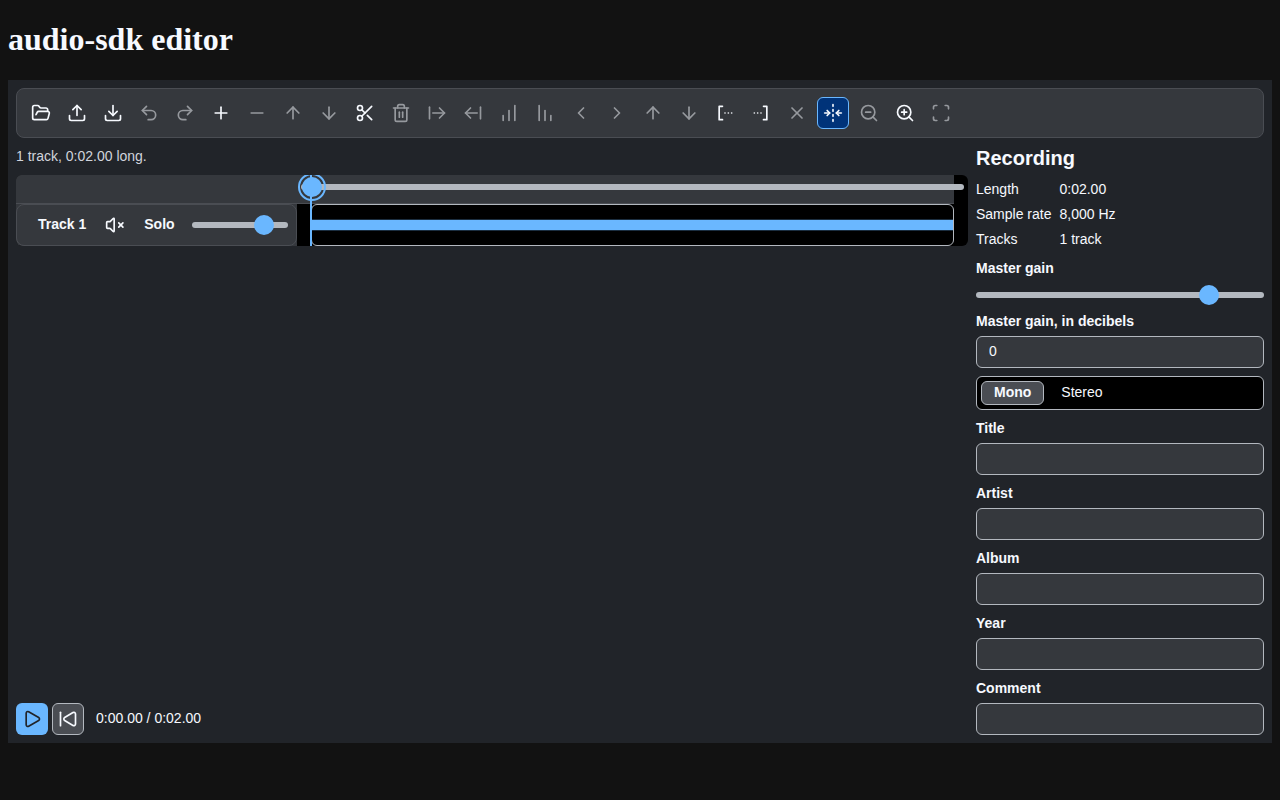 audio-sdk editor
1 track, 0:02.00 long.
Track 1
Solo
Recording
Length 0:02.00
Sample rate 8,000 Hz
Tracks 1 track
Master gain
Master gain, in decibels
0
Mono Stereo
Title
Artist
Album
Year
Comment
0:00.00 / 0:02.00